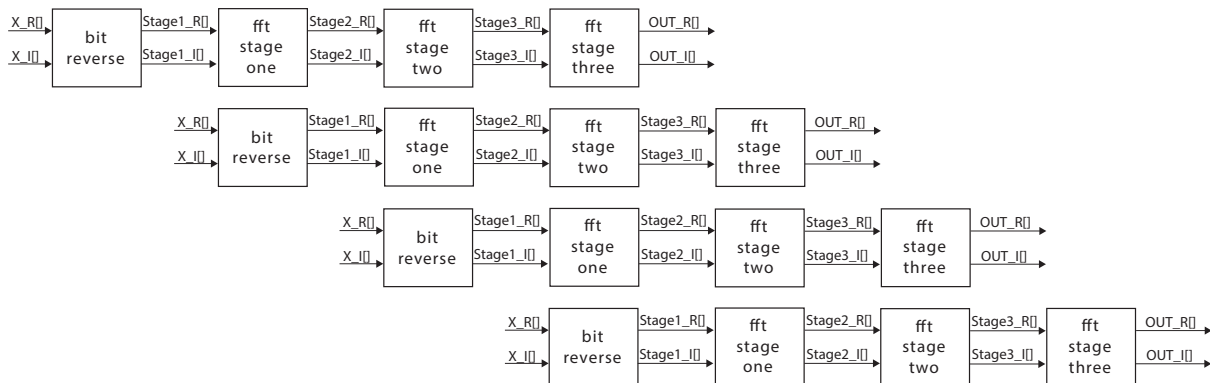 X_R[] Stage1_R[] Stage2_R[] Stage3_R[] OUT_R[]
bit reverse
fft stage one
fft stage two
fft stage three
X_I[] Stage1_I[] Stage2_I[] Stage3_I[] OUT_I[]
X_R[] Stage1_R[] Stage2_R[] Stage3_R[] OUT_R[]
bit reverse
fft stage one
fft stage two
fft stage three
X_I[] Stage1_I[] Stage2_I[] Stage3_I[] OUT_I[]
X_R[] Stage1_R[] Stage2_R[] Stage3_R[] OUT_R[]
bit reverse
fft stage one
fft stage two
fft stage three
X_I[] Stage1_I[] Stage2_I[] Stage3_I[] OUT_I[]
X_R[] Stage1_R[] Stage2_R[] Stage3_R[] OUT_R[]
bit reverse
fft stage one
fft stage two
fft stage three
X_I[] Stage1_I[] Stage2_I[] Stage3_I[] OUT_I[]